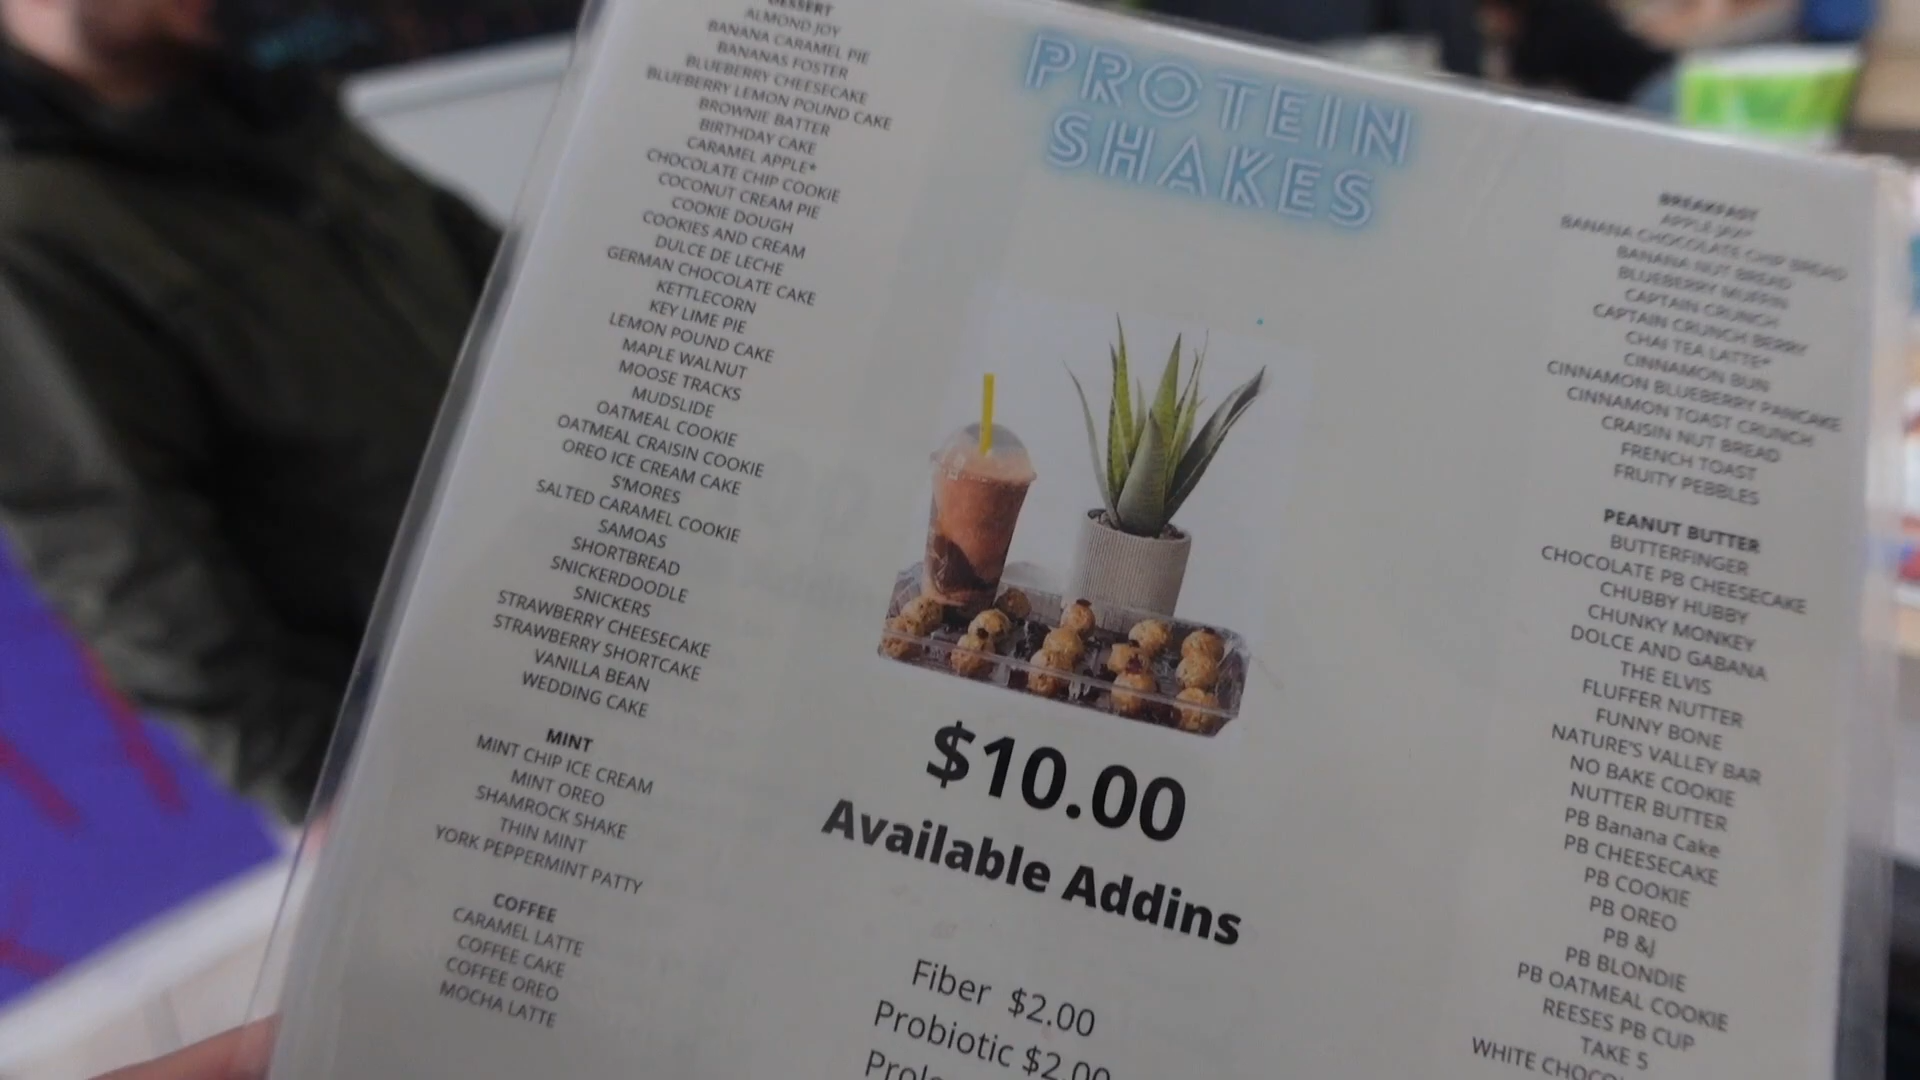 DESSERT
ALMOND JOY
BANANA CARAMEL PIE
BANANAS FOSTER
BLUEBERRY CHEESECAKE
BLUEBERRY LEMON POUND CAKE
BROWNIE BATTER
BIRTHDAY CAKE
CARAMEL APPLE*
CHOCOLATE CHIP COOKIE
COCONUT CREAM PIE
COOKIE DOUGH
COOKIES AND CREAM
DULCE DE LECHE
GERMAN CHOCOLATE CAKE
KETTLECORN
KEY LIME PIE
LEMON POUND CAKE
MAPLE WALNUT
MOOSE TRACKS
MUDSLIDE
OATMEAL COOKIE
OATMEAL CRAISIN COOKIE
OREO ICE CREAM CAKE
S'MORES
SALTED CARAMEL COOKIE
SAMOAS
SHORTBREAD
SNICKERDOODLE
SNICKERS
STRAWBERRY CHEESECAKE
STRAWBERRY SHORTCAKE
VANILLA BEAN
WEDDING CAKE
MINT
MINT CHIP ICE CREAM
MINT OREO
SHAMROCK SHAKE
THIN MINT
YORK PEPPERMINT PATTY
COFFEE
CARAMEL LATTE
COFFEE CAKE
COFFEE OREO
MOCHA LATTE
PROTEIN
SHAKES
$10.00
Available Addins
Fiber $2.00
Probiotic $2.00
BREAKFAST
APPLE JAX*
BANANA CHOCOLATE CHIP BREAD
BANANA NUT BREAD
BLUEBERRY MUFFIN
CAPTAIN CRUNCH
CAPTAIN CRUNCH BERRY
CHAI TEA LATTE*
CINNAMON BUN
CINNAMON BLUEBERRY PANCAKE
CINNAMON TOAST CRUNCH
CRAISIN NUT BREAD
FRENCH TOAST
FRUITY PEBBLES
PEANUT BUTTER
BUTTERFINGER
CHOCOLATE PB CHEESECAKE
CHUBBY HUBBY
CHUNKY MONKEY
DOLCE AND GABANA
THE ELVIS
FLUFFER NUTTER
FUNNY BONE
NATURE'S VALLEY BAR
NO BAKE COOKIE
NUTTER BUTTER
PB Banana Cake
PB CHEESECAKE
PB COOKIE
PB OREO
PB &J
PB BLONDIE
PB OATMEAL COOKIE
REESES PB CUP
TAKE 5
WHITE